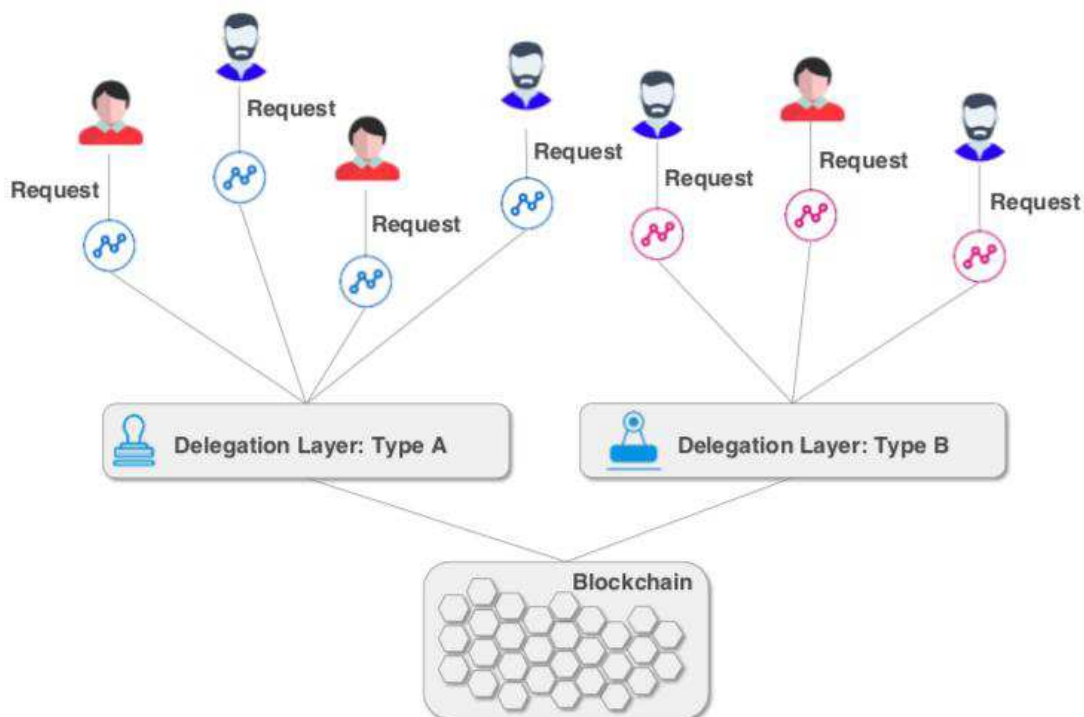 Request
Request
Request
Request
Request
Request
Request
Delegation Layer: Type A
Delegation Layer: Type B
Blockchain